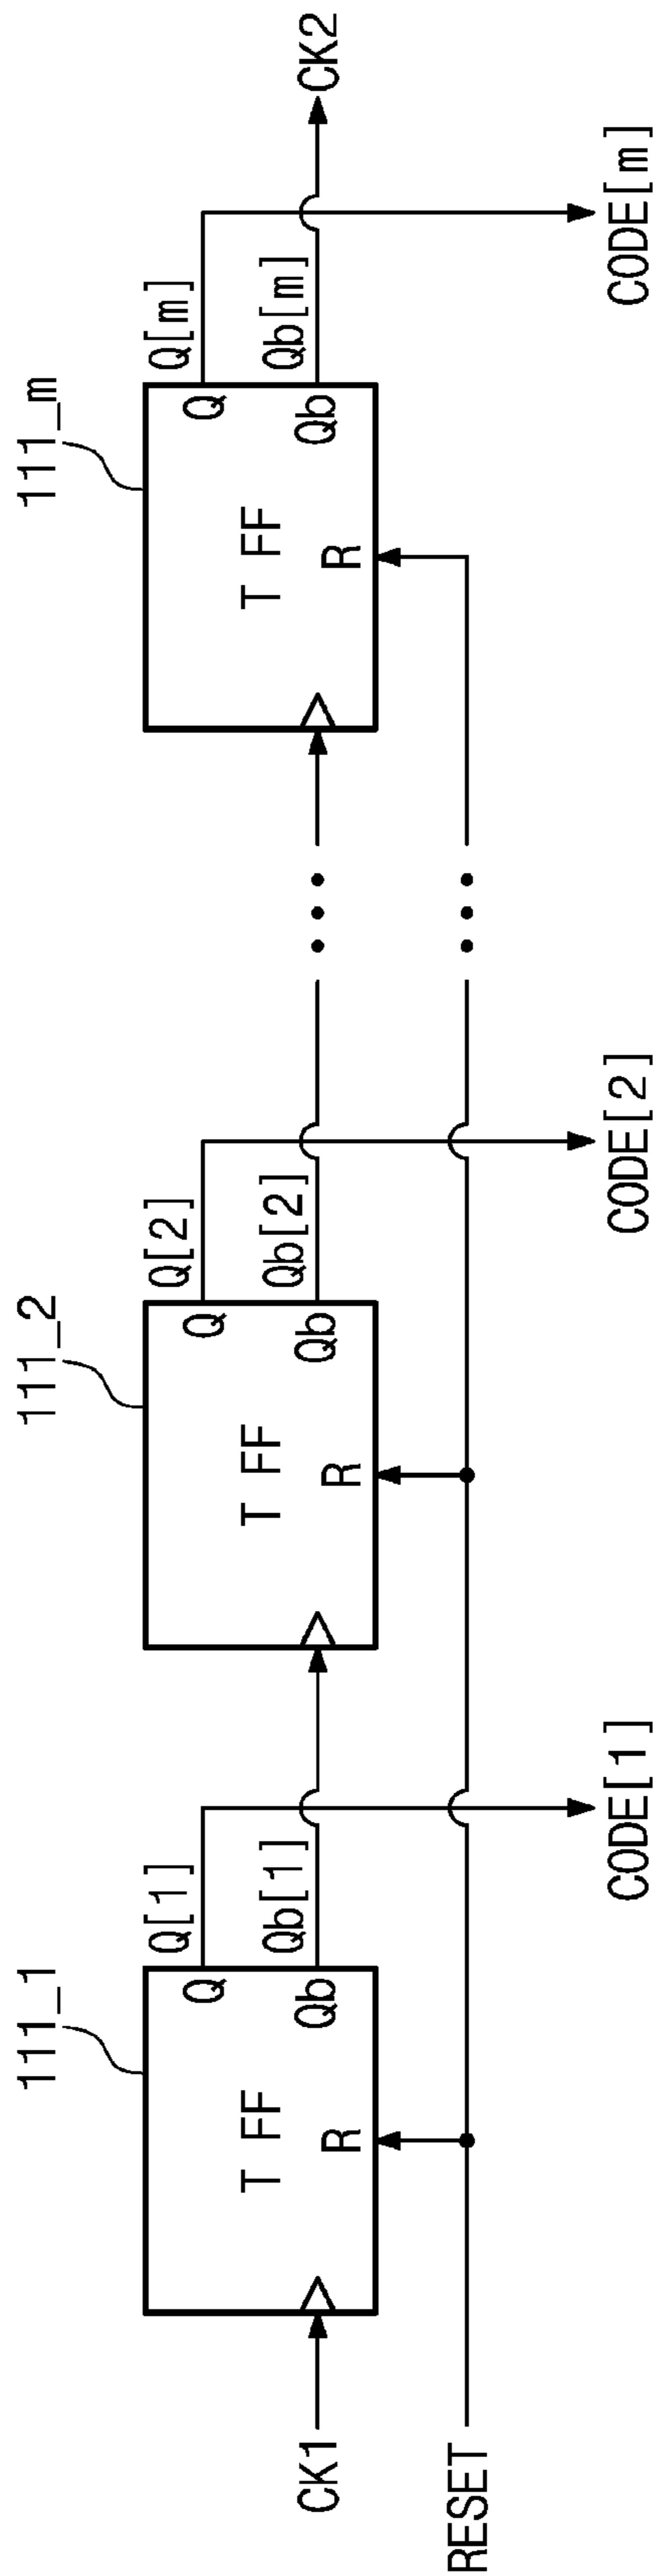 111_1
111_2
111_m
Q[1]
Q[2]
Q[m]
Q
Qb[1]
Q
Qb[2]
Q
Qb[m]
T FF
Qb
T FF
Qb
T FF
Qb
CK1
R
R
R
CK2
RESET
CODE[1]
CODE[2]
CODE[m]